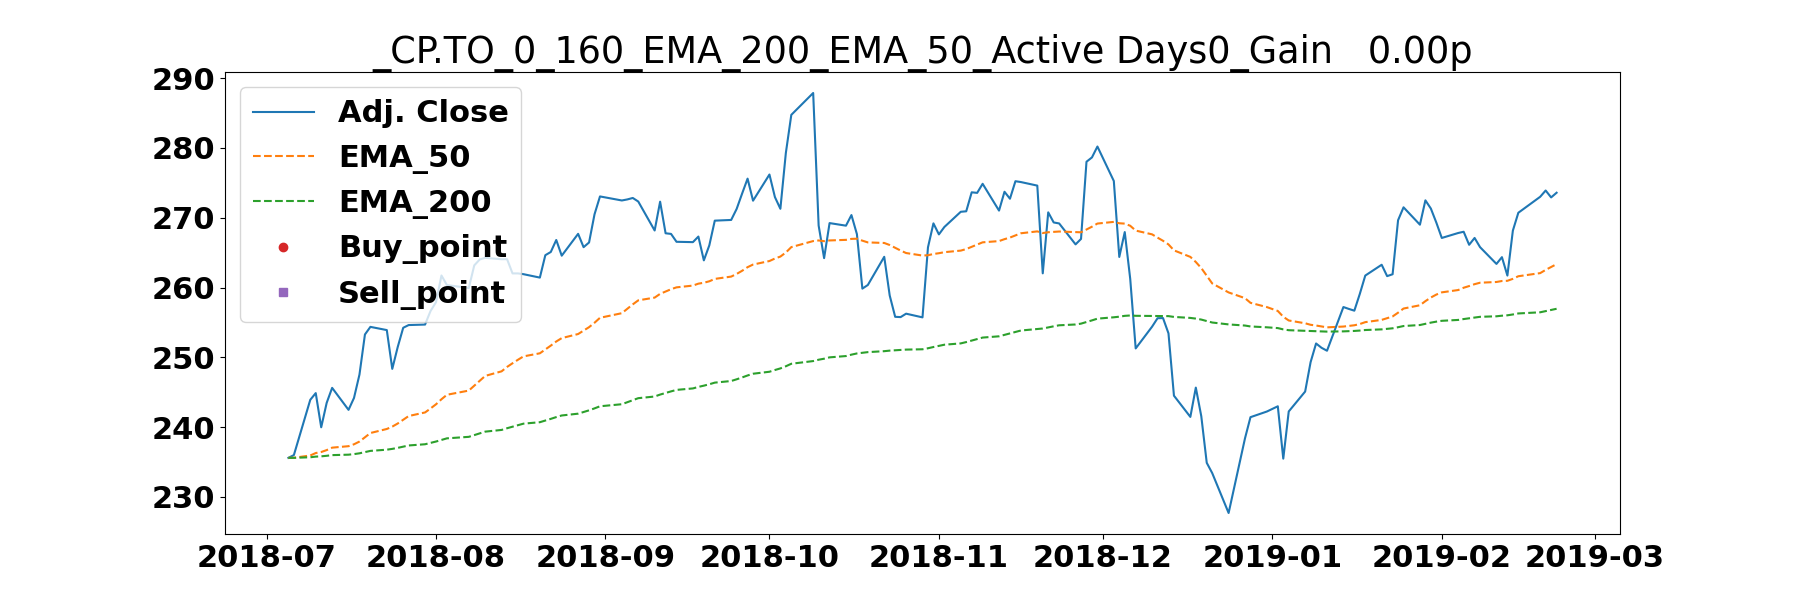 _CP.TO_0_160_EMA_200_EMA_50_Active Days0_Gain   0.00p
290
280
270
260
250
240
230
Adj. Close
EMA_50
EMA_200
Buy_point
Sell_point
2018-07 2018-08 2018-09 2018-10 2018-11 2018-12 2019-01 2019-02 2019-03